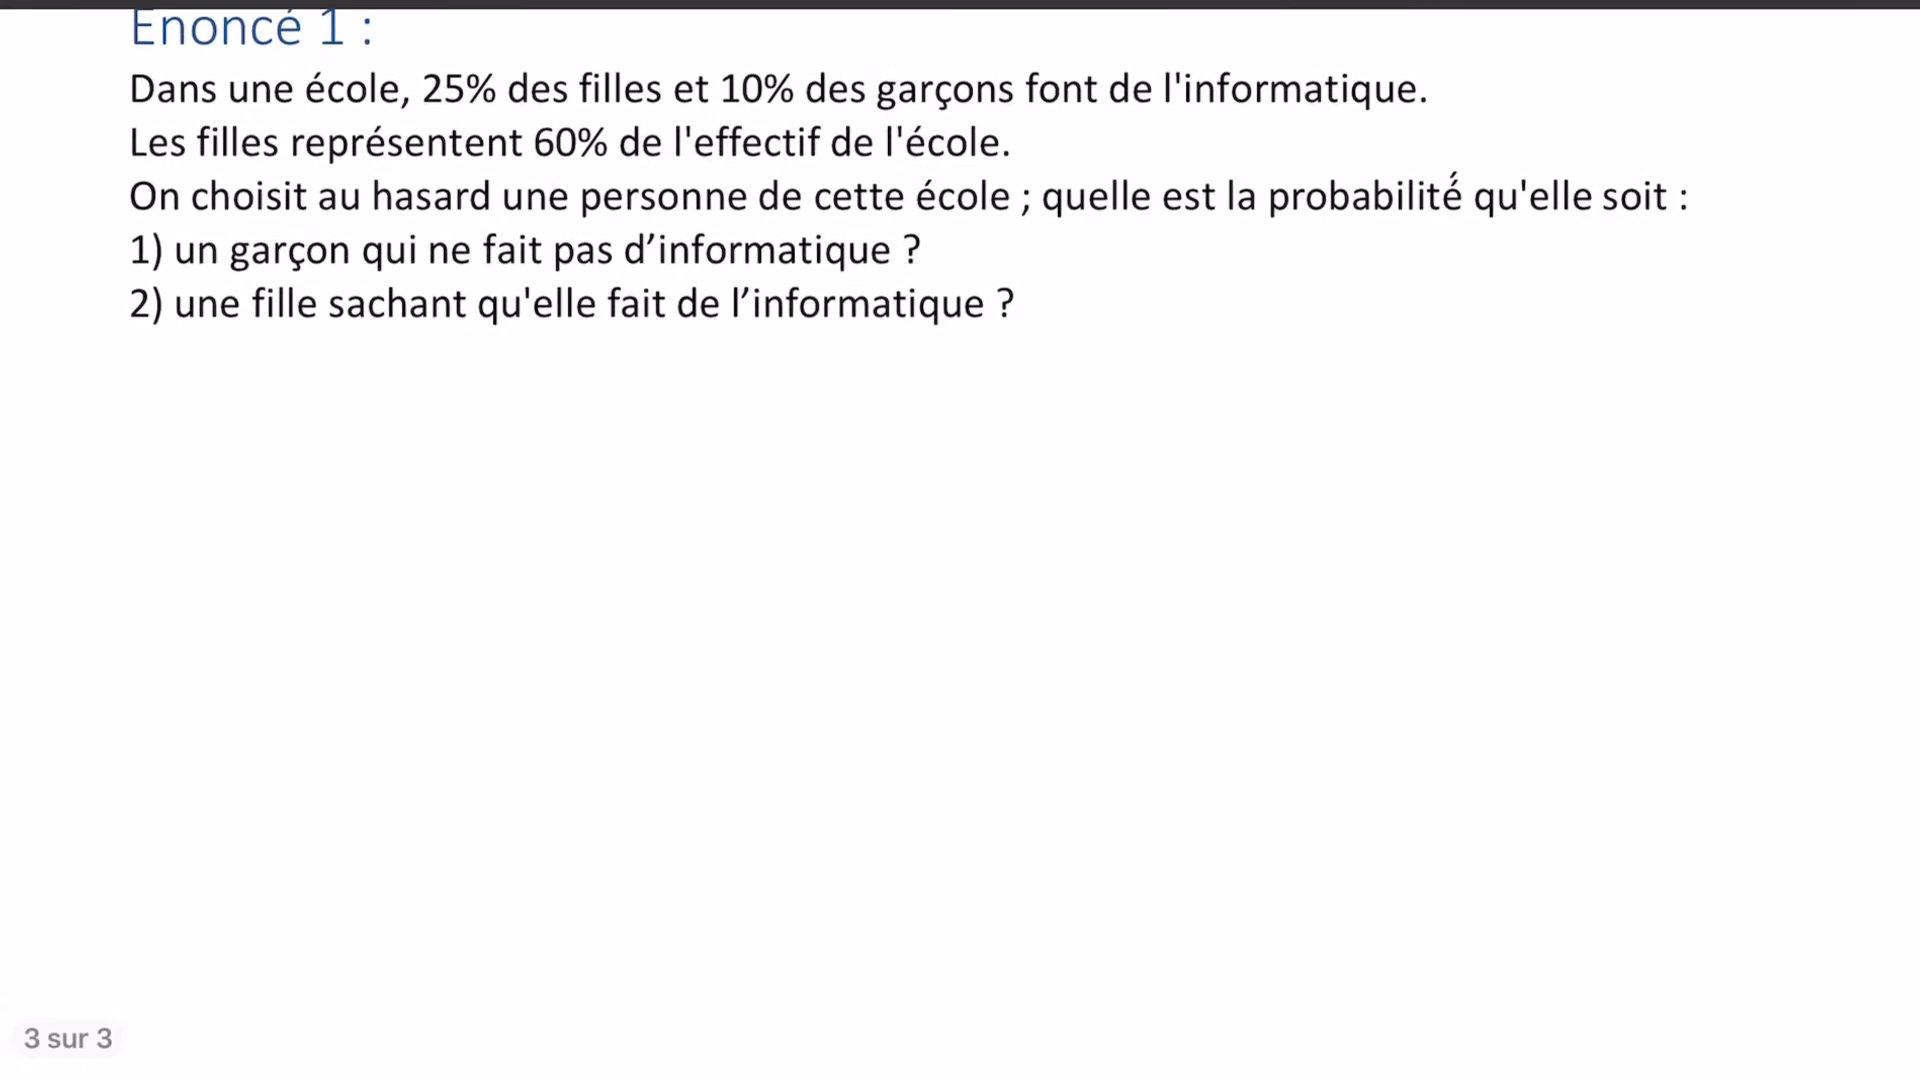 Enoncé 1 :
Dans une école, 25% des filles et 10% des garçons font de l'informatique.
Les filles représentent 60% de l'effectif de l'école.
On choisit au hasard une personne de cette école ; quelle est la probabilité́ qu'elle soit :
1) un garçon qui ne fait pas d’informatique ?
2) une fille sachant qu'elle fait de l’informatique ?
3 sur 3